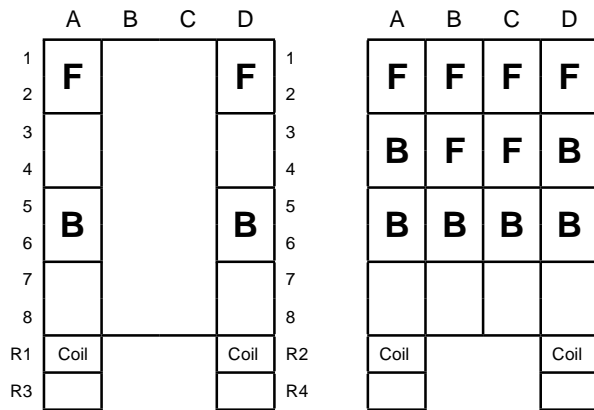 A B C D A B C D
1 F F 1 F F F F
2 2
3 3 B F F B
4 4
5 B B 5 B B B B
6 6
7 7
8 8
R1 Coil Coil R2 Coil Coil
R3 R4